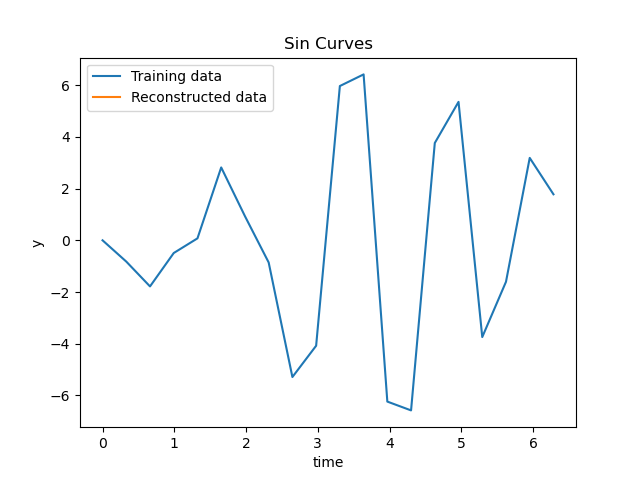 Sin Curves
Training data
Reconstructed data
6
4
2
0
−2
−4
−6
y
0 1 2 3 4 5 6
time